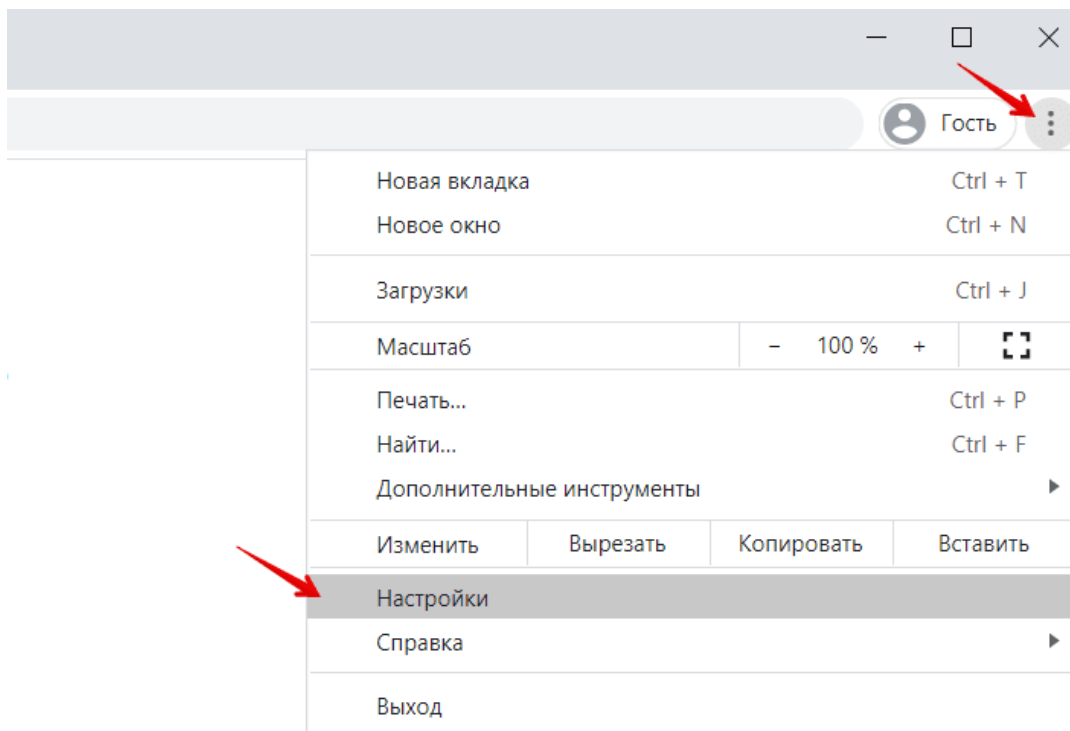 Гость
Новая вкладка Ctrl + T
Новое окно Ctrl + N
Загрузки Ctrl + J
Масштаб - 100 % +
Печать... Ctrl + P
Найти... Ctrl + F
Дополнительные инструменты
Изменить Вырезать Копировать Вставить
Настройки
Справка
Выход